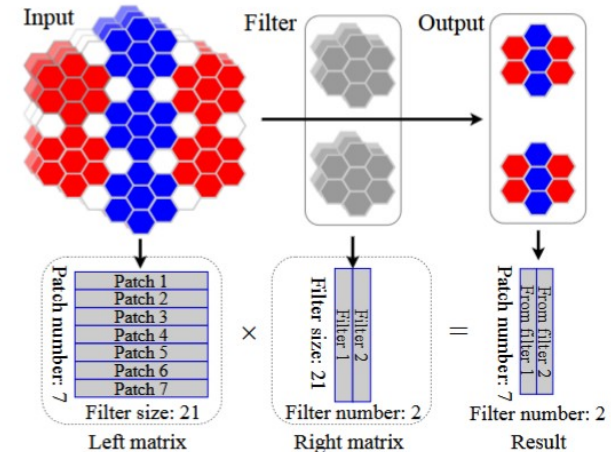 Input
Filter
Output
Patch number: 7
Patch 1
Patch 2
Patch 3
Patch 4
Patch 5
Patch 6
Patch 7
Filter size: 21
Left matrix
×
Filter size: 21
Filter 1
Filter 2
Filter number: 2
Right matrix
=
Patch number: 7
From filter 1
From filter 2
Filter number: 2
Result